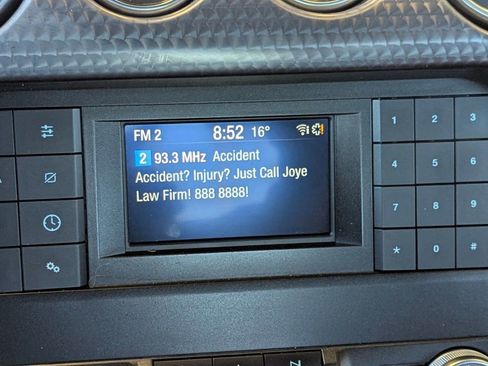 FM 2 8:52 16°
2 93.3 MHz Accident
Accident? Injury? Just Call Joye
Law Firm! 888 8888!
1 2 3
4 5 6
7 8 9
* 0 #